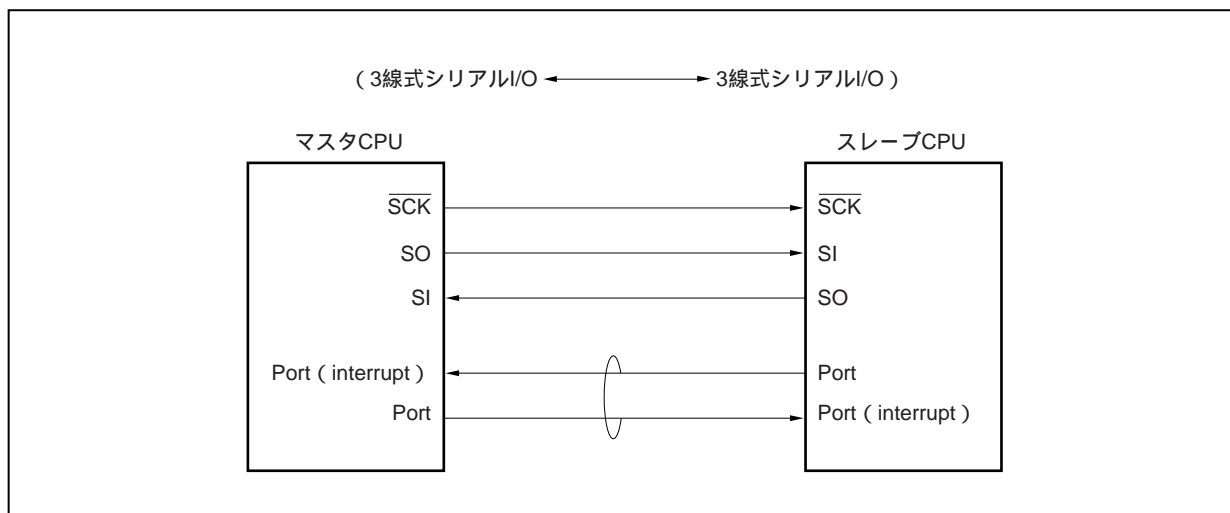 （3線式シリアルI/O 3線式シリアルI/O）
マスタCPU スレーブCPU
SCK SCK
SO SI
SI SO
Port（interrupt） Port
Port Port（interrupt）